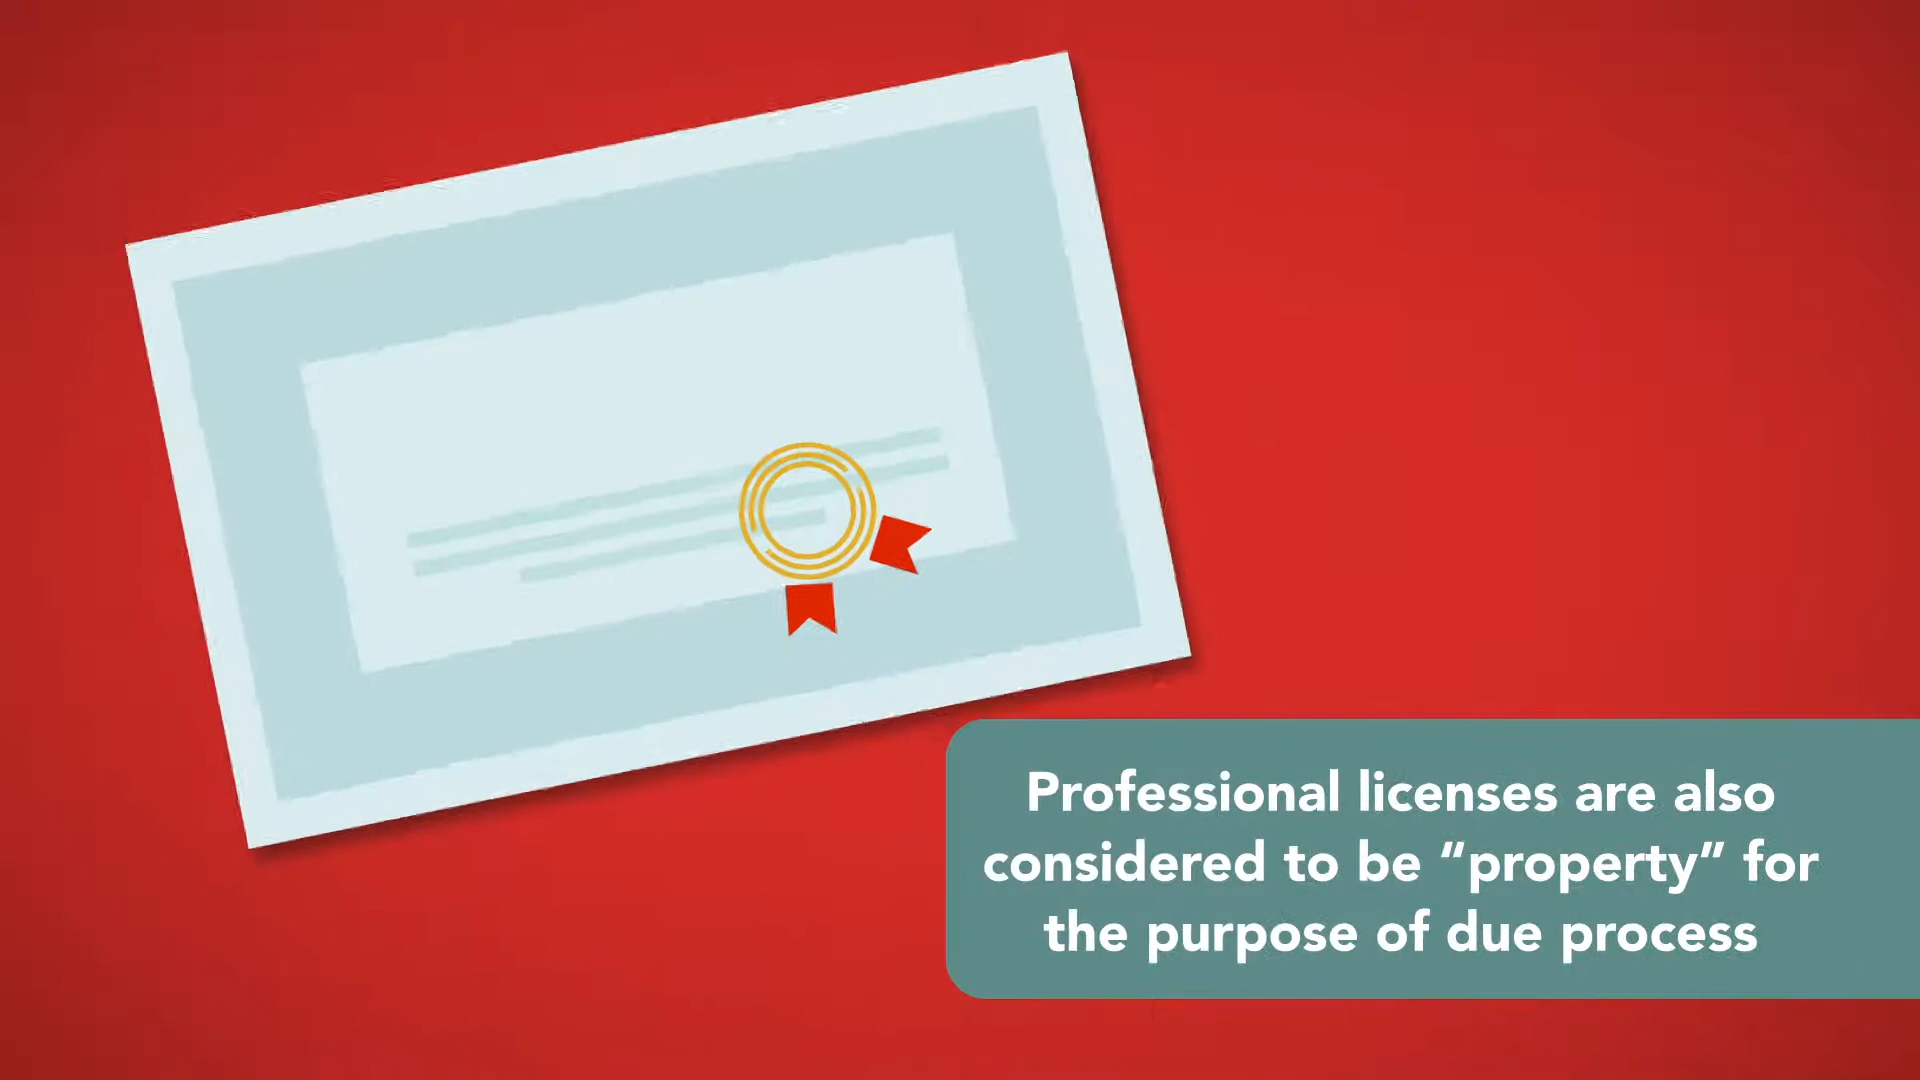 Professional licenses are also
considered to be “property” for
the purpose of due process